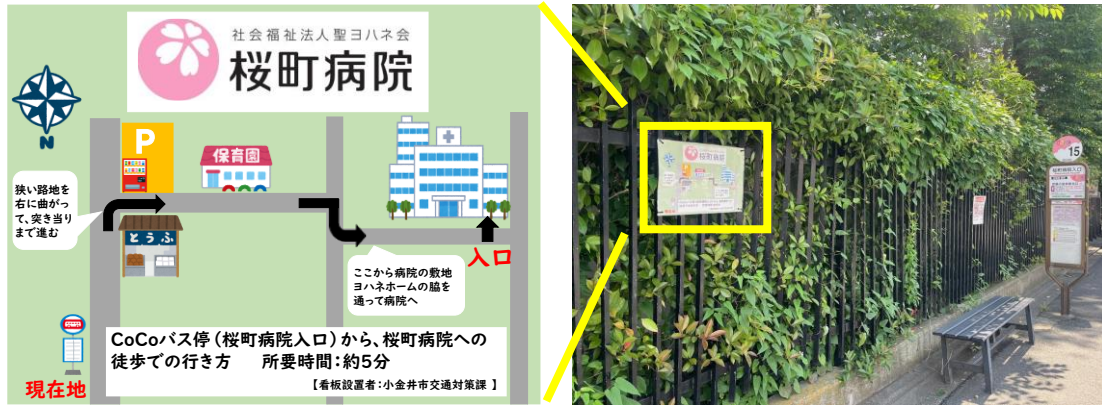 社会福祉法人聖ヨハネ会
桜町病院
N
P
保育園
狭い路地を
右に曲がっ
て、突き当り
まで進む
とうふ
ここから病院の敷地
ヨハネホームの脇を
通って病院へ
入口
CoCoバス停(桜町病院入口)から、桜町病院への
徒歩での行き方 所要時間:約5分
【看板設置者:小金井市交通対策課 】
現在地
桜町病院
15
桜町病院入口